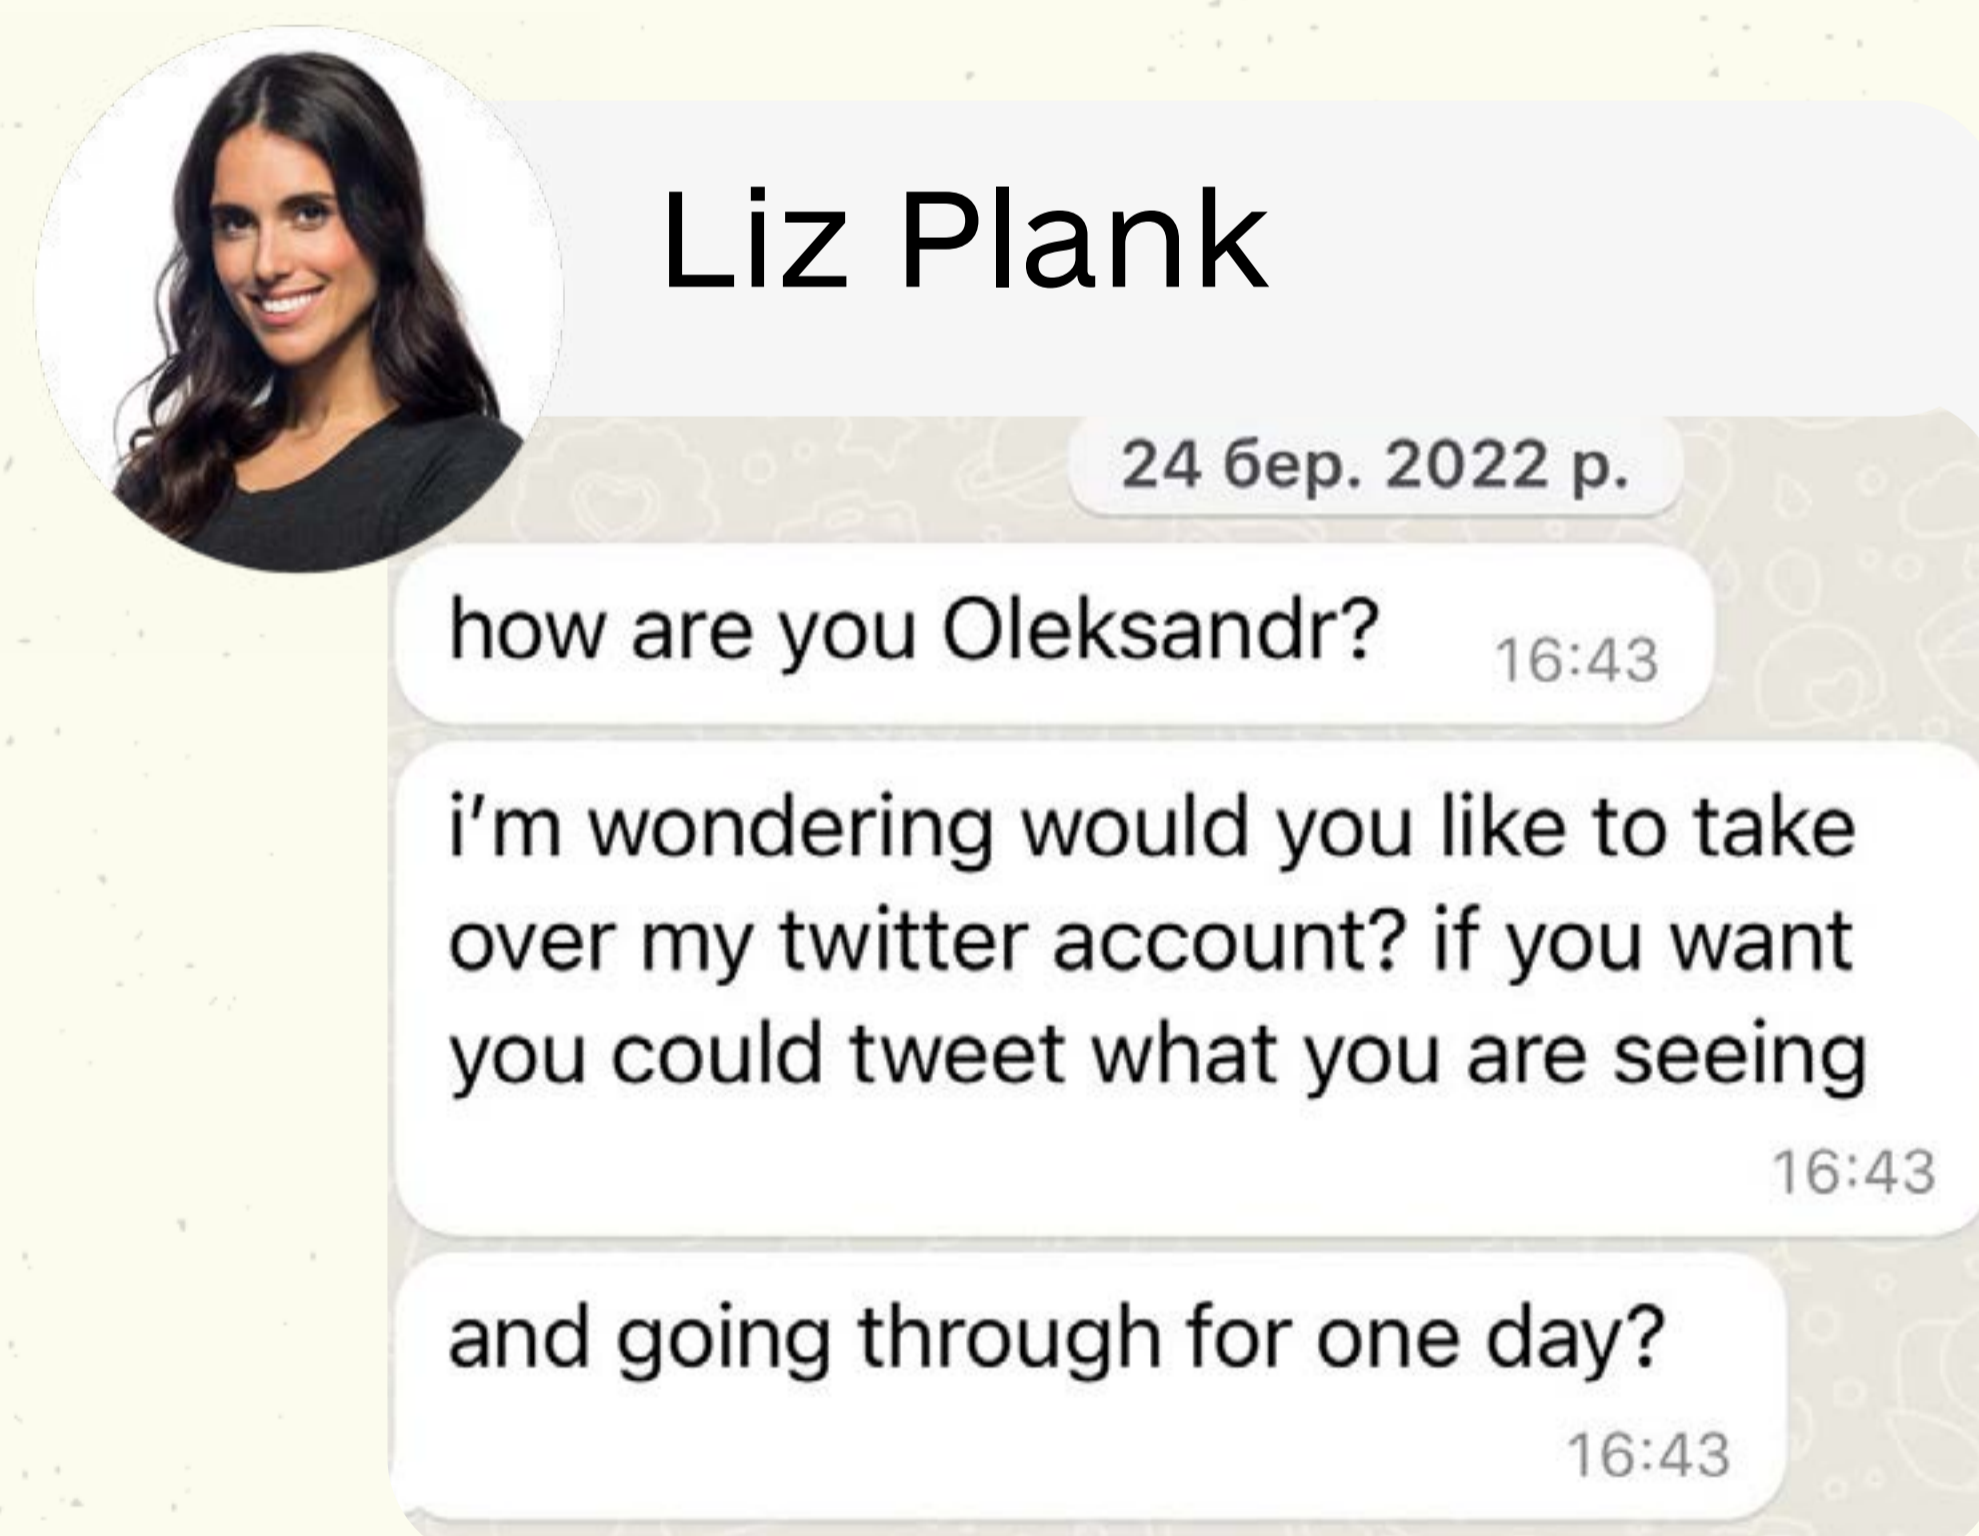 Liz Plank
24 бер. 2022 р.
how are you Oleksandr?
16:43
i'm wondering would you like to take
over my twitter account? if you want
you could tweet what you are seeing
16:43
and going through for one day?
16:43